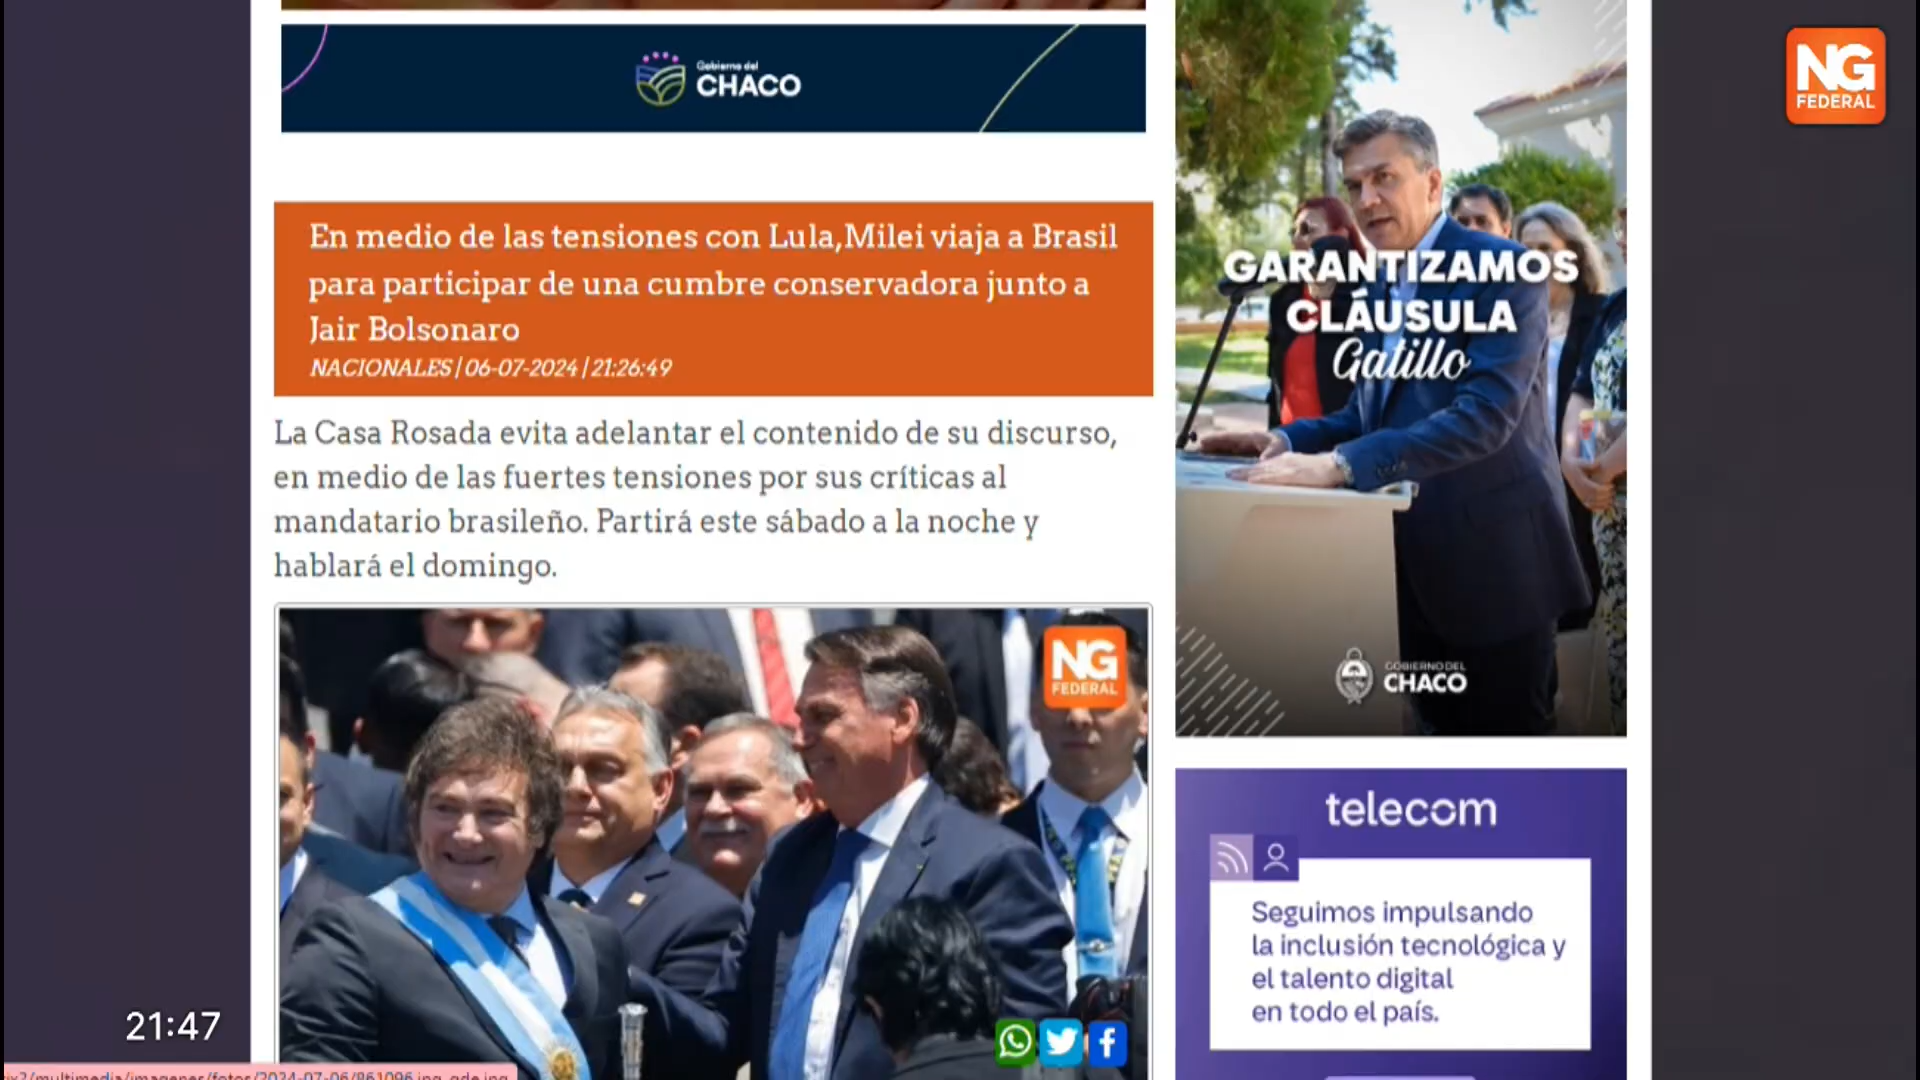 Gobierno del
CHACO
NG
FEDERAL
En medio de las tensiones con Lula,Milei viaja a Brasil
para participar de una cumbre conservadora junto a
Jair Bolsonaro
NACIONALES | 06-07-2024 | 21:26:49
La Casa Rosada evita adelantar el contenido de su discurso,
en medio de las fuertes tensiones por sus críticas al
mandatario brasileño. Partirá este sábado a la noche y
hablará el domingo.
NG
FEDERAL
GARANTIZAMOS
CLÁUSULA
Gatillo
GOBIERNO DEL
CHACO
telecom
Seguimos impulsando
la inclusión tecnológica y
el talento digital
en todo el país.
21:47